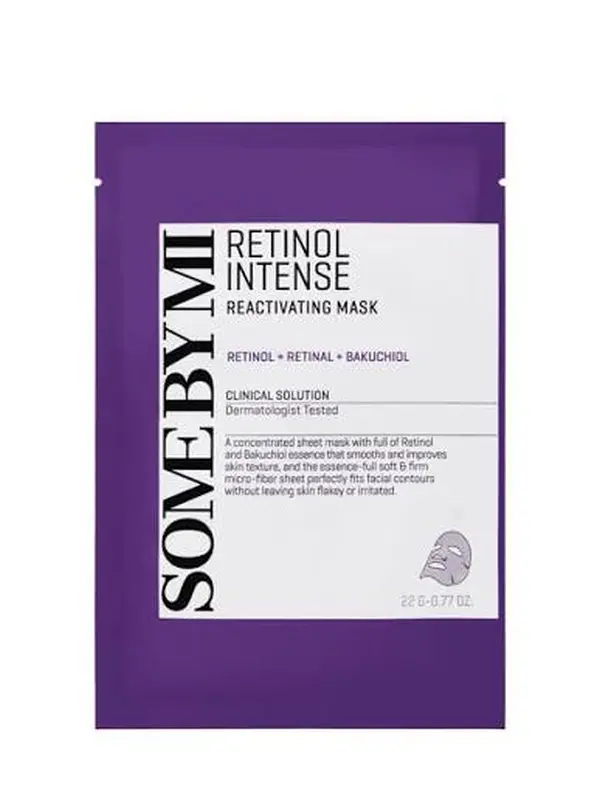 SOME BY MI
RETINOL
INTENSE
REACTIVATING MASK
RETINOL + RETINAL + BAKUCHIOL
CLINICAL SOLUTION
Dermatologist Tested
A concentrated sheet mask with full of Retinol
and Bakuchiol essence that smooths and improves
skin texture, and the essence-full soft & firm
micro-fiber sheet perfectly fits facial contours
without leaving skin flakey or irritated.
22 G-0.77 OZ.